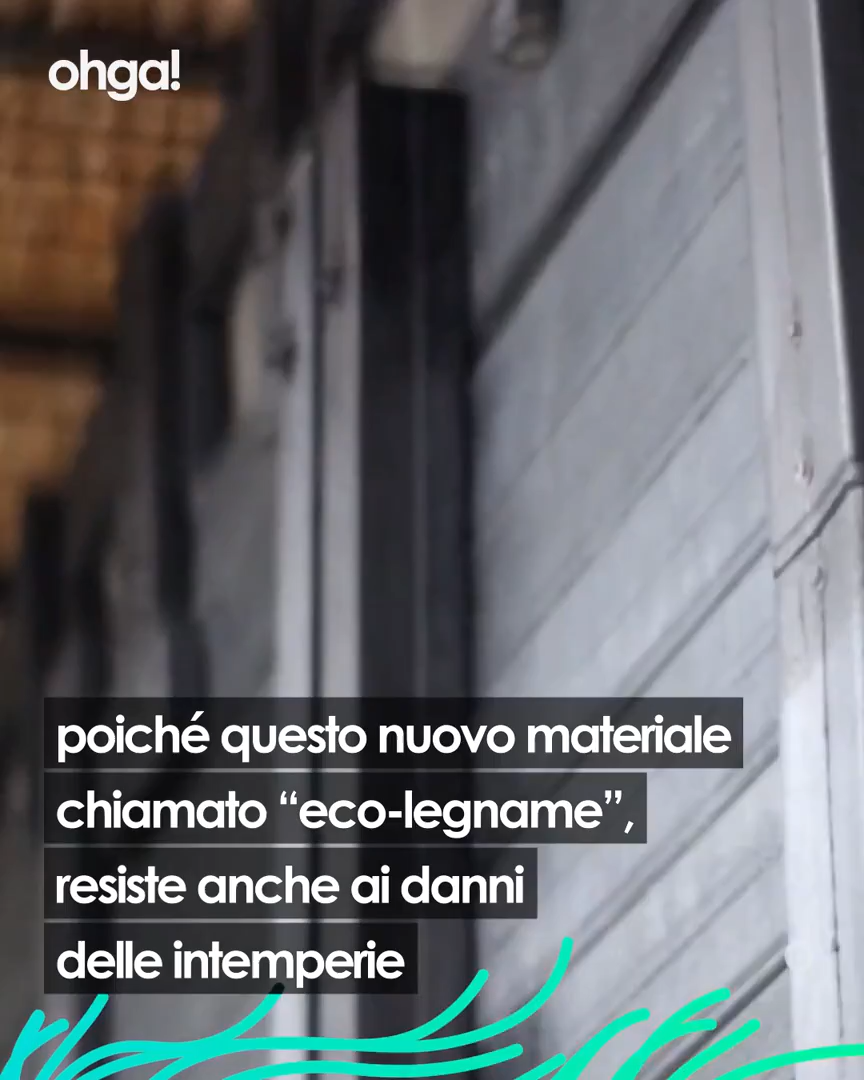 ohga!
poiché questo nuovo materiale
chiamato “eco-legname”,
resiste anche ai danni
delle intemperie